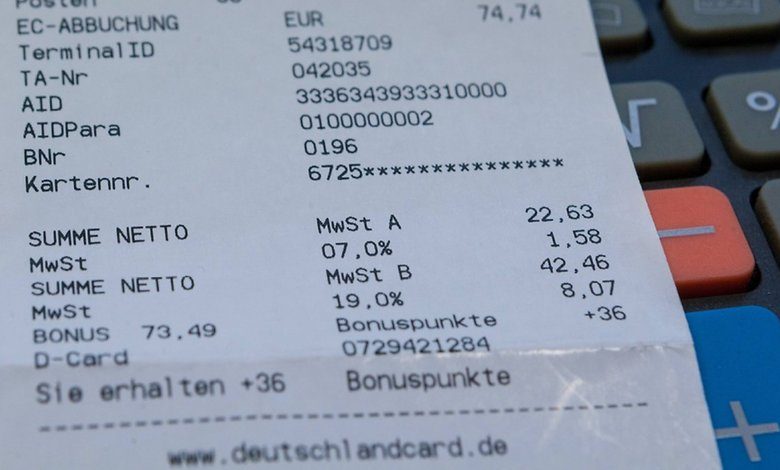 Posten
EC-ABBUCHUNG EUR 74,74
TerminalID 54318709
TA-Nr 042035
AID 3336343933310000
AIDPara 0100000002
BNr 0196
Kartennr. 6725***************
SUMME NETTO MwSt A 22,63
MwSt 07,0% 1,58
SUMME NETTO MwSt B 42,46
MwSt 19,0% 8,07
BONUS 73,49 Bonuspunkte +36
D-Card 0729421284
Sie erhalten +36 Bonuspunkte
www.deutschlandcard.de
√
%
−
+